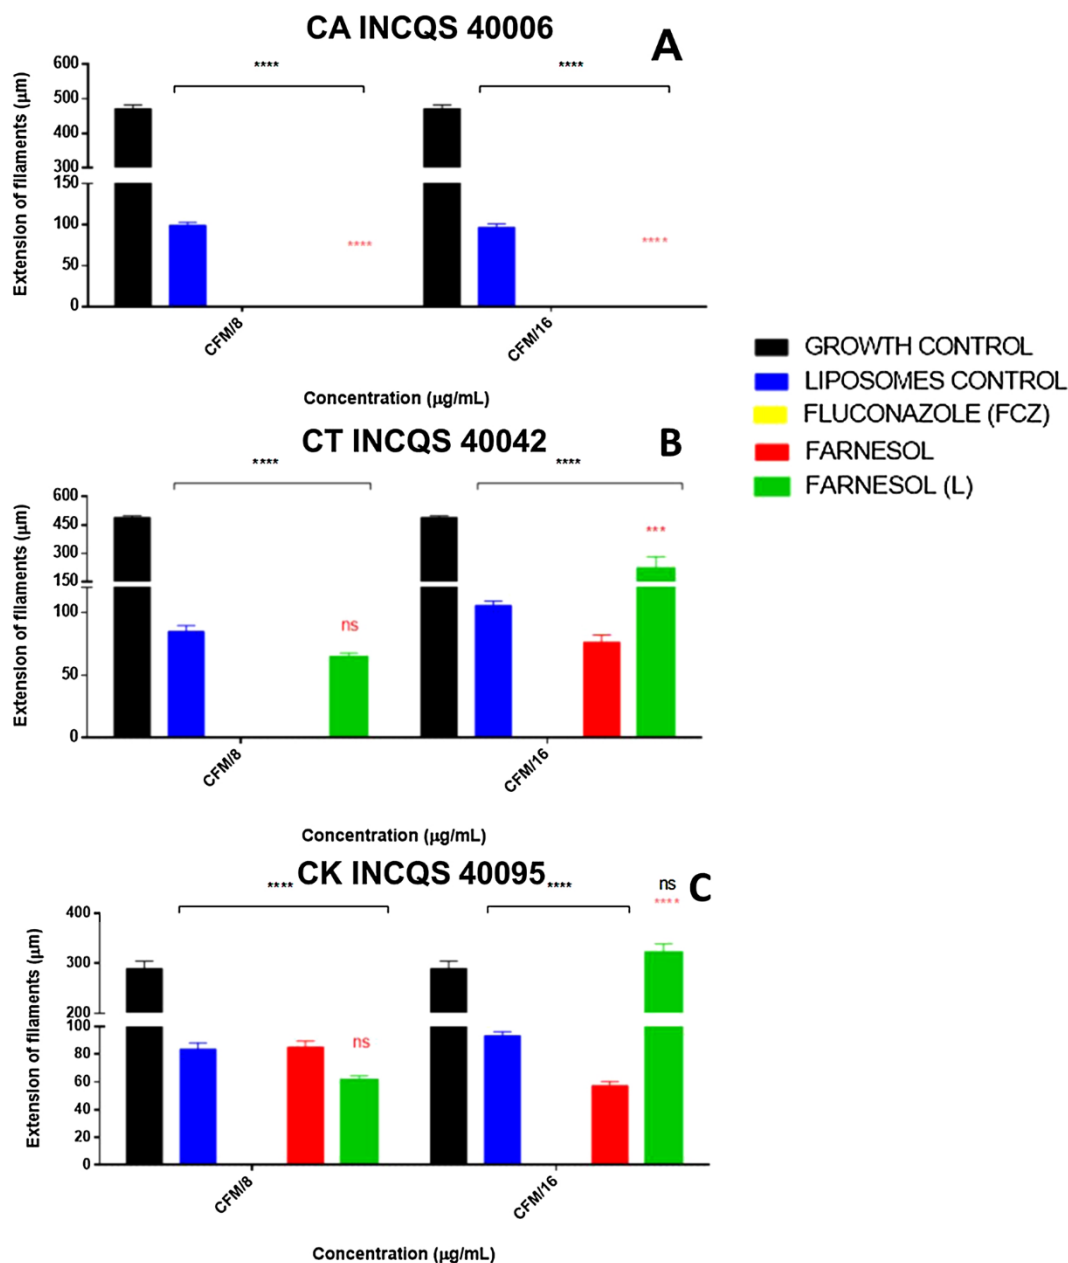 CA INCQS 40006
A
**** ****
600
500
400
300
150
100
50
0
Extension of filaments (μm)
**** ****
CFM/8 CFM/16
Concentration (μg/mL)
GROWTH CONTROL
LIPOSOMES CONTROL
FLUCONAZOLE (FCZ)
FARNESOL
FARNESOL (L)
CT INCQS 40042
B
**** ****
600
450
300
150
100
50
0
Extension of filaments (μm)
ns ***
CFM/8 CFM/16
Concentration (μg/mL)
CK INCQS 40095
C
**** ****
ns
****
400
300
200
100
80
60
40
20
0
Extension of filaments (μm)
ns
CFM/8 CFM/16
Concentration (μg/mL)